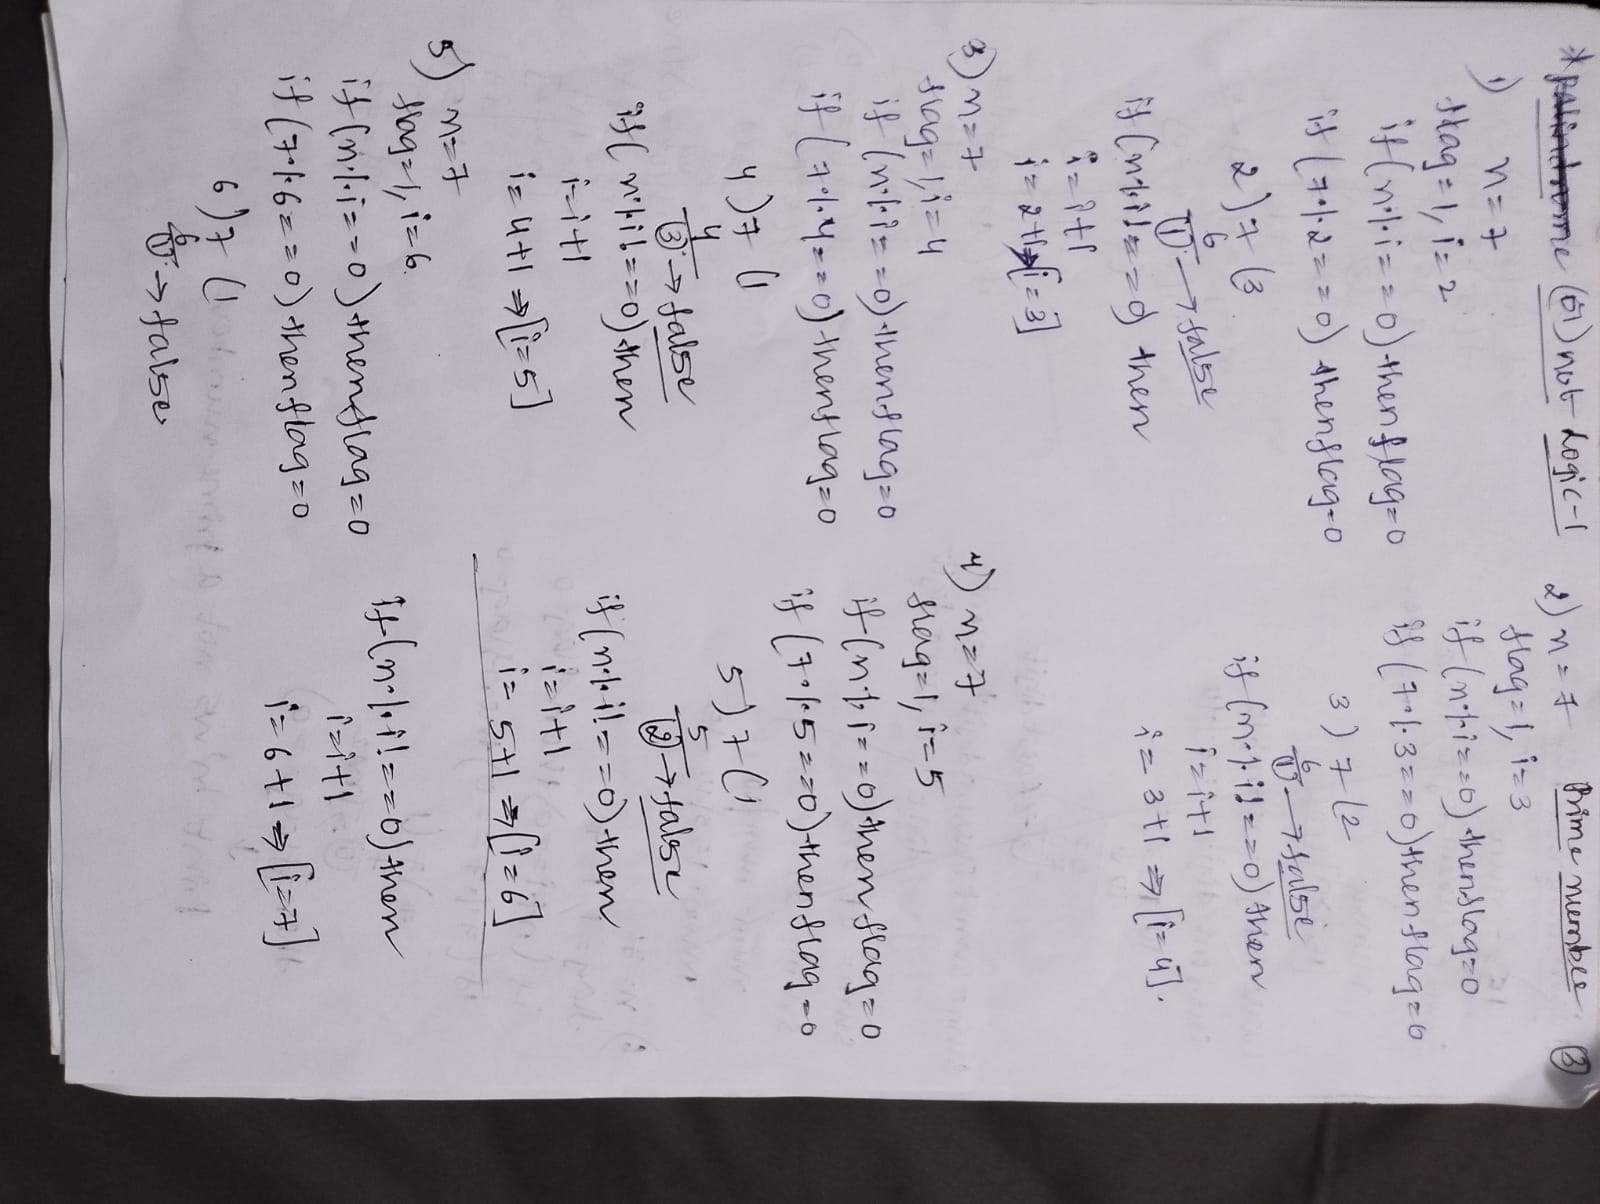 *palindrome (or) not Logic-1
Prime number
3
1) n=7
flag=1, i=2
if(n%i==0) then flag=0
if (7%2==0) then flag=0
2)7(3
6
1 → false
if(n%i!==0) then
i=i+1
i=2+1⇒[i=3]
2) n=7
flag=1, i=3
if (n%i==0) then flag=0
if (7%3==0) then flag=0
3)7(2
6
1 → false
if (n%i!==0) then
i=i+1
i=3+1 ⇒ [i=4].
3) n=7
flag=1, i=4
if (n%i==0) then flag=0
if (7%4==0) then flag=0
4)7(1
4
3 → false
if(n%i!==0) then
i=i+1
i=4+1 ⇒ [i=5]
4) n=7
flag=1, i=5
if(n%i==0) then flag=0
if (7%5==0) then flag=0
5)7(1
5
2 → false
if(n%i!==0) then
i=i+1
i= 5+1 ⇒ [i=6]
5) n=7
flag=1, i=6.
if(n%i==0) then flag=0
if (7%6==0) then flag=0
6)7(1
6
1 → false
if(n%i!==0) then
i=i+1
i=6+1 ⇒ [i=7]